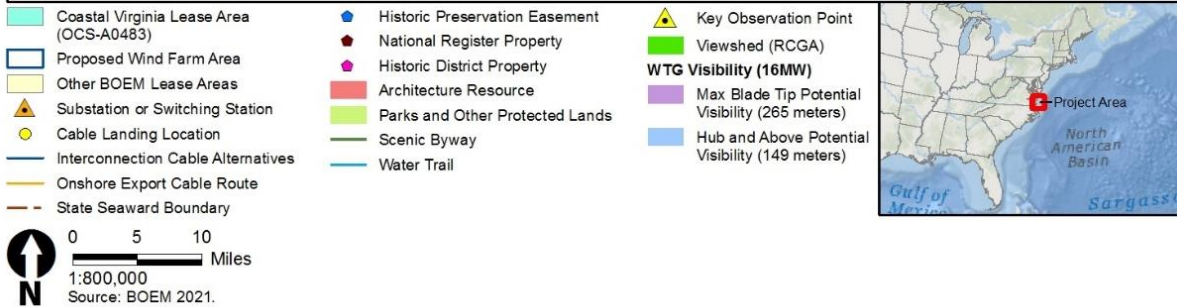 Coastal Virginia Lease Area
(OCS-A0483)
Proposed Wind Farm Area
Other BOEM Lease Areas
Substation or Switching Station
Cable Landing Location
Interconnection Cable Alternatives
Onshore Export Cable Route
State Seaward Boundary
Historic Preservation Easement
National Register Property
Historic District Property
Architecture Resource
Parks and Other Protected Lands
Scenic Byway
Water Trail
Key Observation Point
Viewshed (RCGA)
WTG Visibility (16MW)
Max Blade Tip Potential
Visibility (265 meters)
Hub and Above Potential
Visibility (149 meters)
Project Area
North
American
Basin
Gulf of
Mexico
Sargass
N
0 5 10
Miles
1:800,000
Source: BOEM 2021.